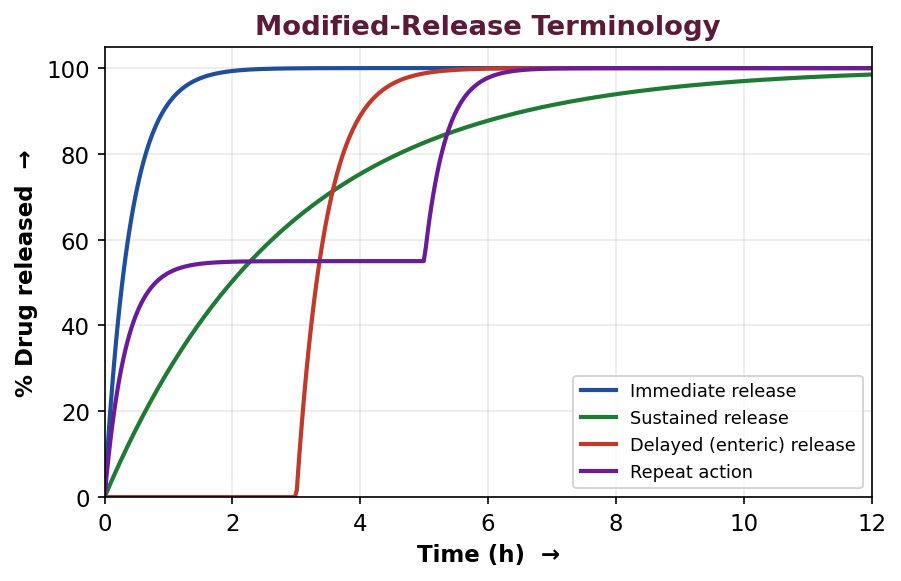 Modified-Release Terminology
% Drug released →
100
80
60
40
20
0
0 2 4 6 8 10 12
Time (h) →
Immediate release
Sustained release
Delayed (enteric) release
Repeat action